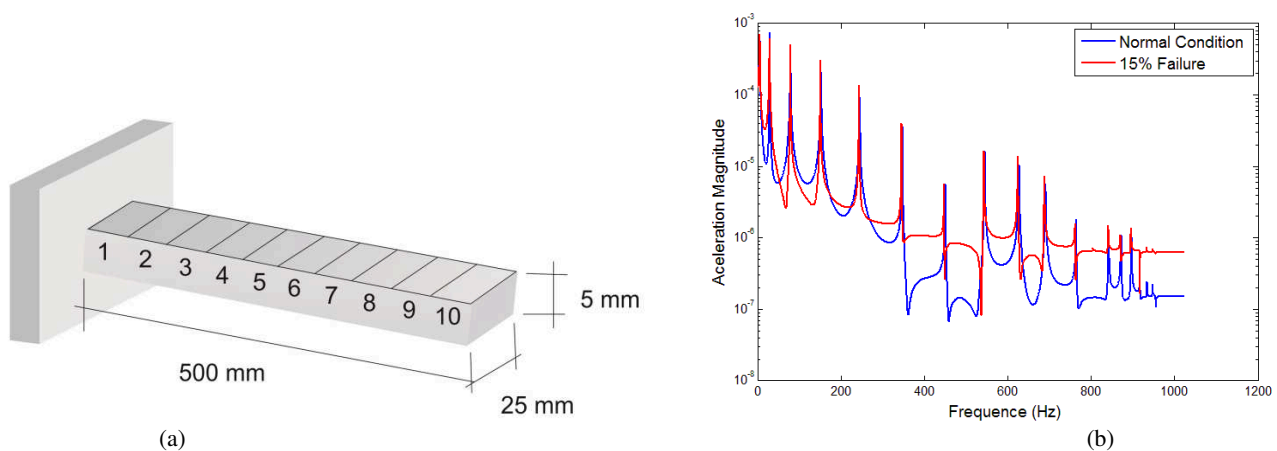 1 2 3 4 5 6 7 8 9 10
5 mm
500 mm
25 mm
(a)
Normal Condition
15% Failure
10^-3
10^-4
10^-5
10^-6
10^-7
10^-8
Aceleration Magnitude
0 200 400 600 800 1000 1200
Frequence (Hz)
(b)